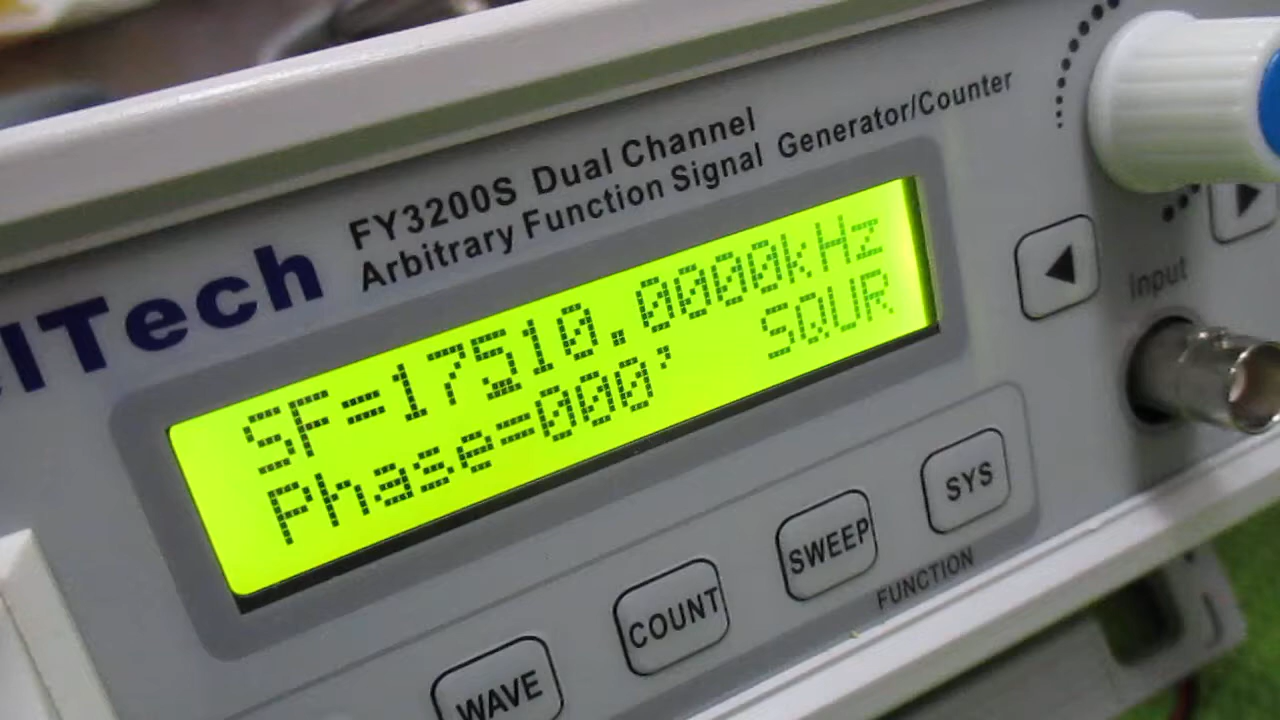 FY3200S Dual Channel
Arbitrary Function Signal Generator/Counter
ITech
SF=17510.0000kHz
Phase=000' SQUR
Input
WAVE
COUNT
SWEEP
SYS
FUNCTION